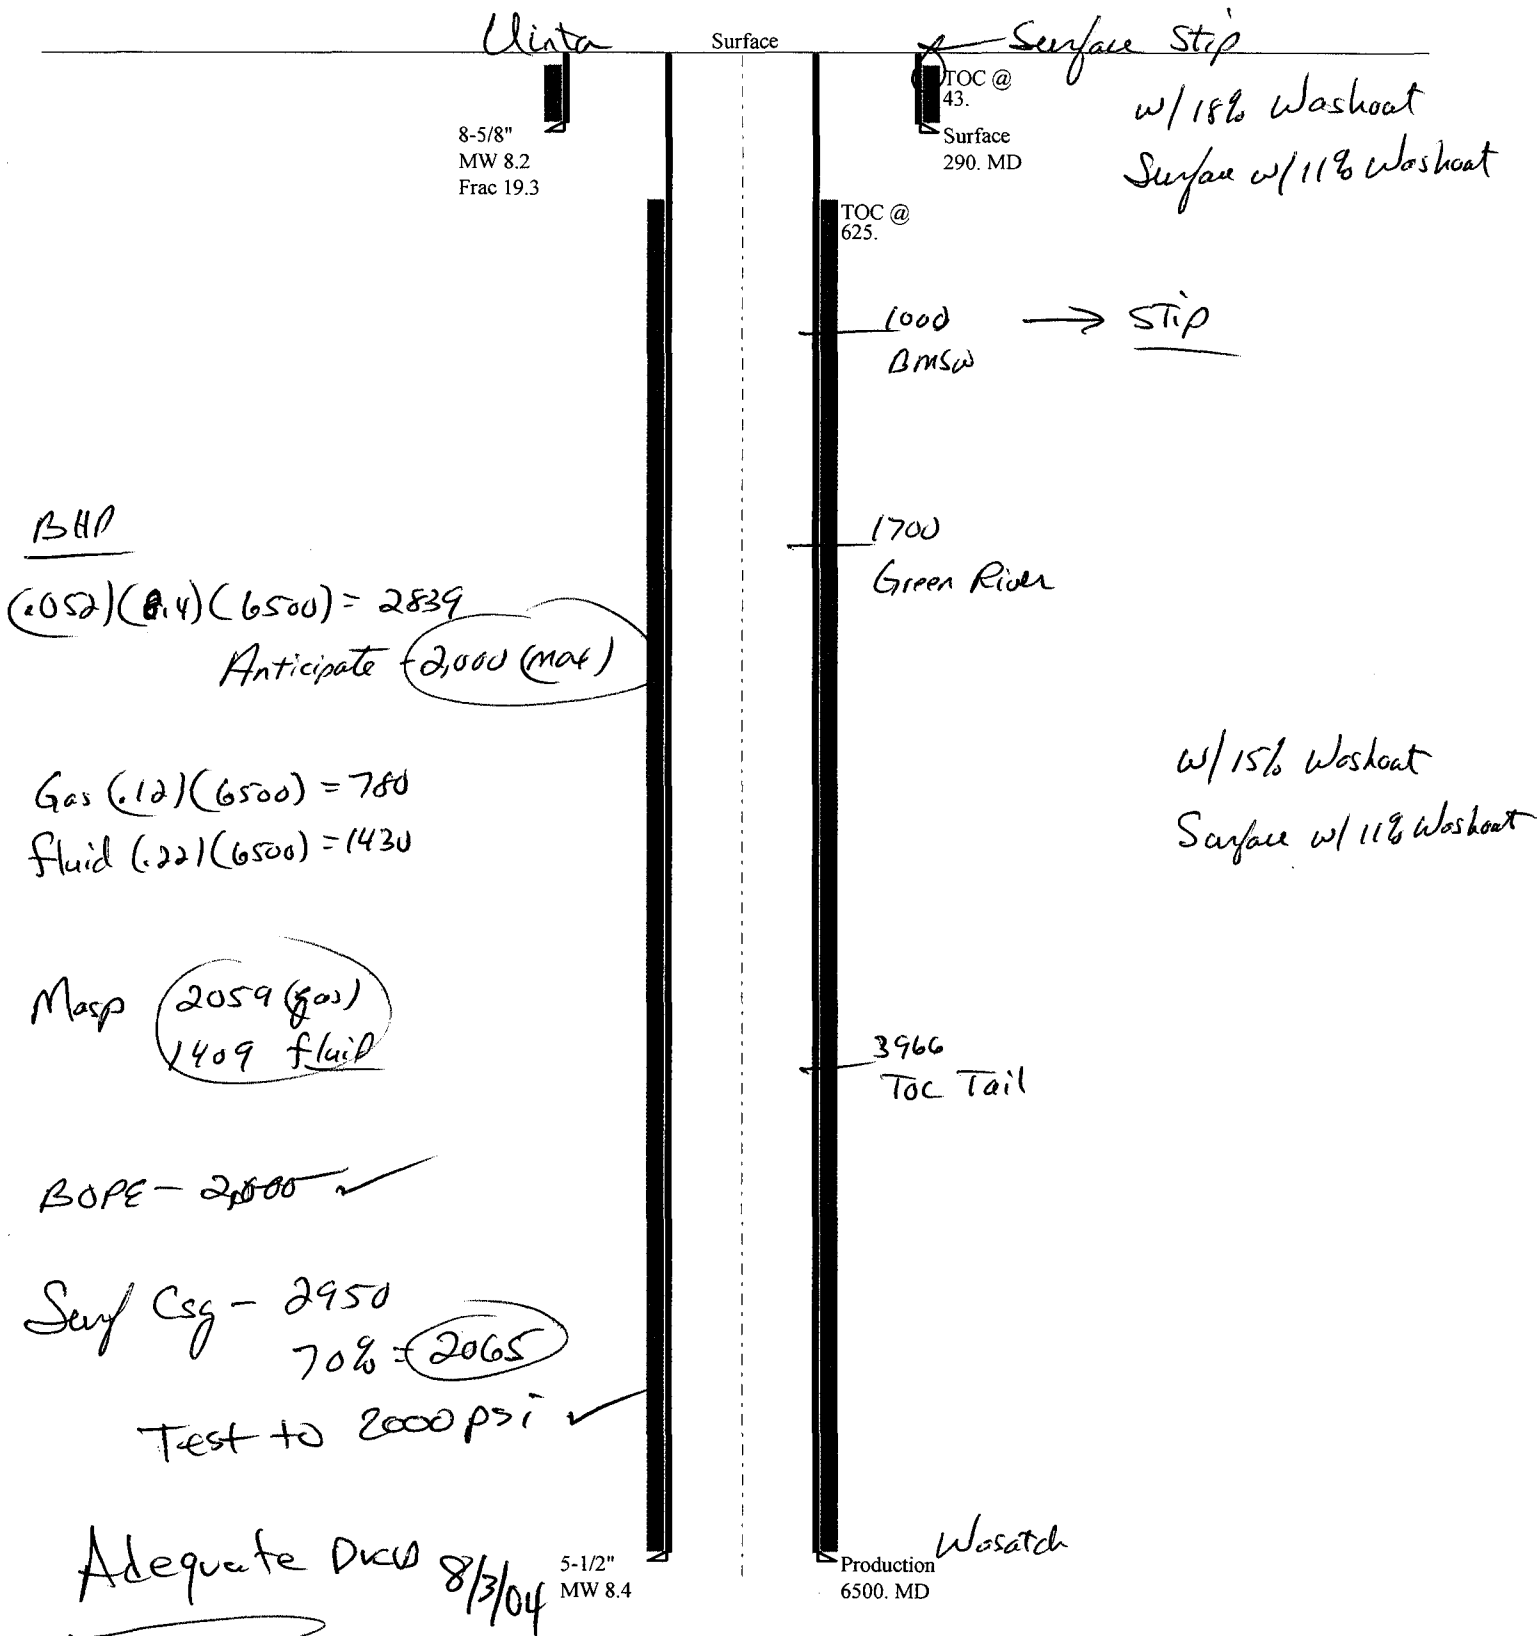 Uinta
Surface
Surface Stip
TOC @
43.
w/ 18% Washout
8-5/8"
MW 8.2
Frac 19.3
Surface
290. MD
Surface w/ 11% Washout
TOC @
625.
1000
BMSW
→ STip
BHP
(.052)(8.4)(6500) = 2839
Anticipate 2,000 (max)
1700
Green River
Gas (.12)(6500) = 780
fluid (.22)(6500) = 1430
w/ 15% Washout
Surface w/ 11% Washout
Masp 2059 (gas)
1409 fluid
3966
TOC Tail
BOPE - 2,000 ✓
Surf Csg - 2950
70% = 2065
Test to 2000 psi ✓
Adequate 8/3/04
5-1/2"
MW 8.4
Wasatch
Production
6500. MD